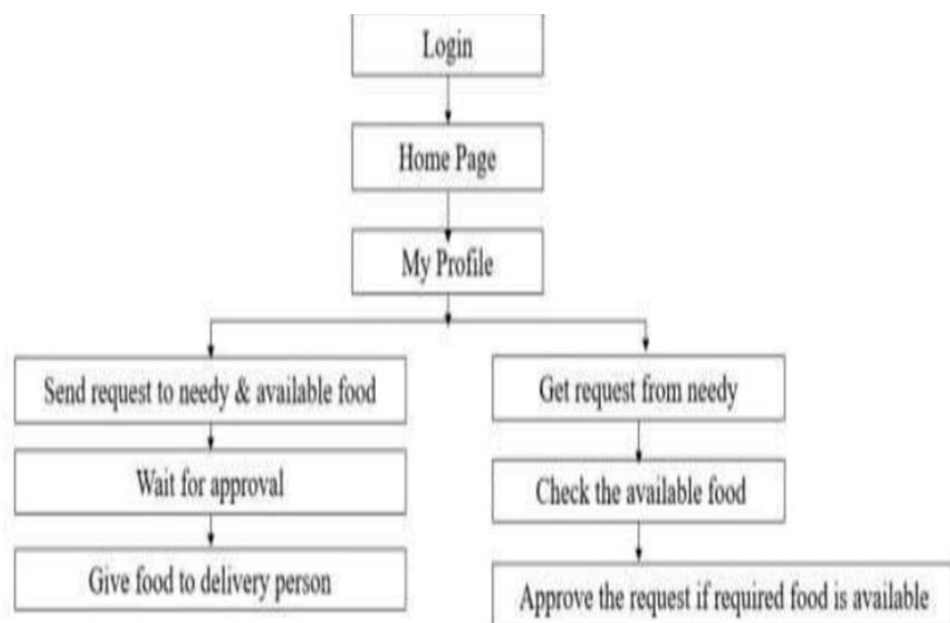 Login
Home Page
My Profile
Send request to needy & available food
Wait for approval
Give food to delivery person
Get request from needy
Check the available food
Approve the request if required food is available